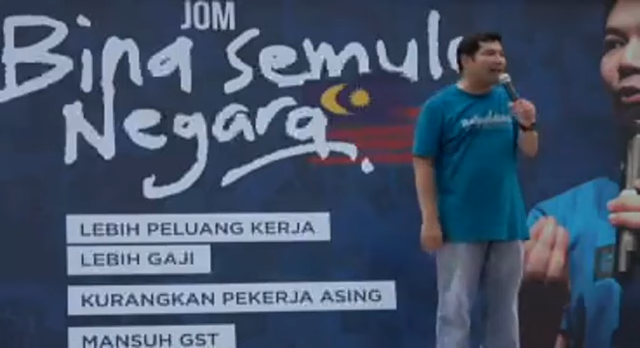 JOM
Bina semula
Negara
LEBIH PELUANG KERJA
LEBIH GAJI
KURANGKAN PEKERJA ASING
MANSUH GST